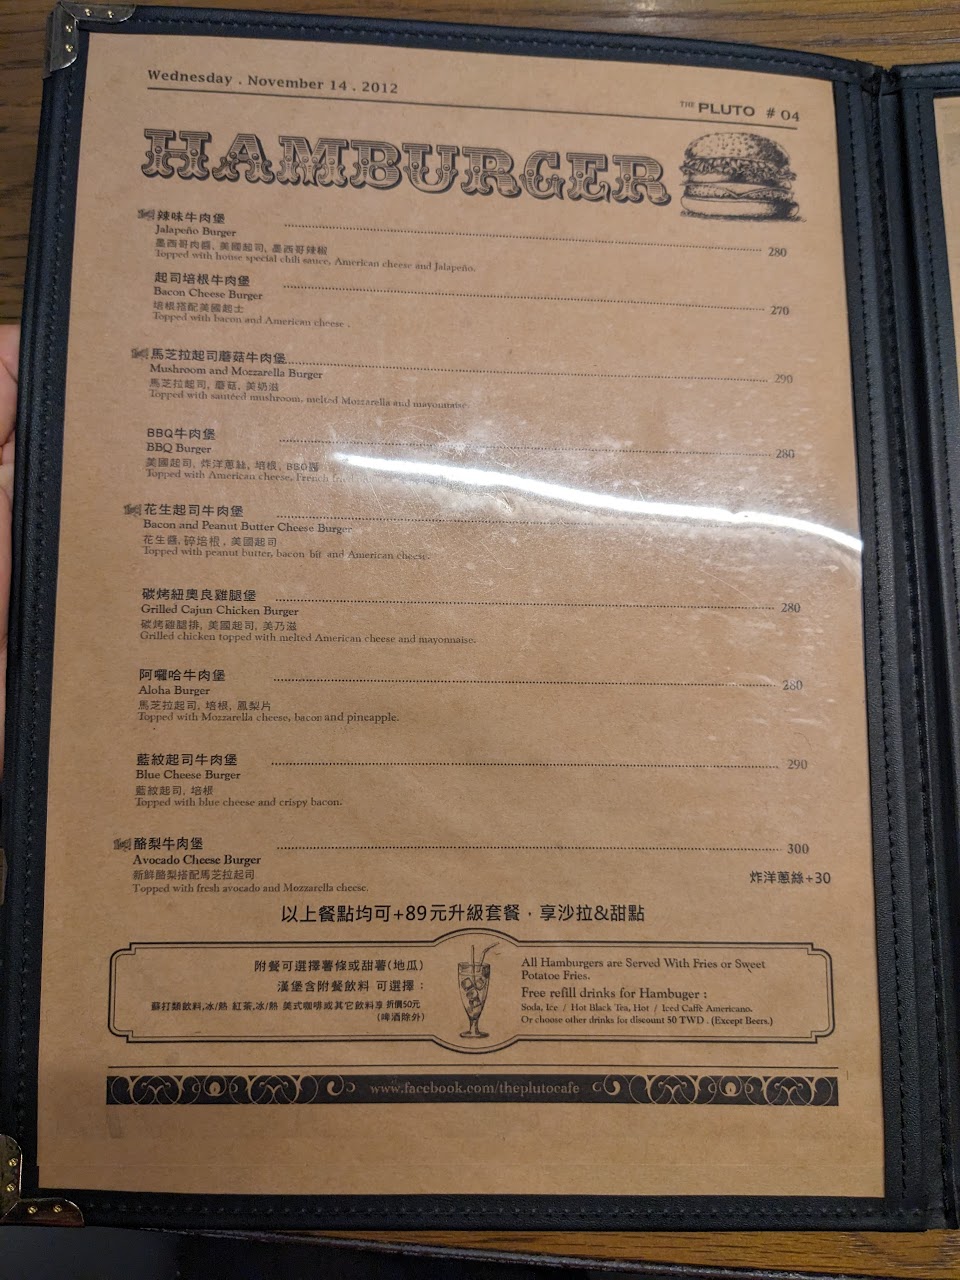 Wednesday . November 14 . 2012
THE PLUTO # 04
HAMBURGER
辣味牛肉堡
Jalapeño Burger 280
墨西哥肉醬, 美國起司, 墨西哥辣椒
Topped with house special chili sauce, American cheese and Jalapeño.
起司培根牛肉堡
Bacon Cheese Burger 270
培根搭配美國起士
Topped with bacon and American cheese .
馬芝拉起司蘑菇牛肉堡
Mushroom and Mozzarella Burger 290
馬芝拉起司, 蘑菇, 美奶滋
Topped with sautéed mushroom, melted Mozzarella and mayonnaise.
BBQ牛肉堡
BBQ Burger 280
美國起司, 炸洋蔥絲, 培根, BBQ醬
Topped with American cheese, French fried
花生起司牛肉堡
Bacon and Peanut Butter Cheese Burger
花生醬, 碎培根, 美國起司
Topped with peanut butter, bacon bit and American cheese.
碳烤紐奧良雞腿堡
Grilled Cajun Chicken Burger 280
碳烤雞腿排, 美國起司, 美乃滋
Grilled chicken topped with melted American cheese and mayonnaise.
阿囉哈牛肉堡
Aloha Burger 280
馬芝拉起司, 培根, 鳳梨片
Topped with Mozzarella cheese, bacon and pineapple.
藍紋起司牛肉堡
Blue Cheese Burger 290
藍紋起司, 培根
Topped with blue cheese and crispy bacon.
酪梨牛肉堡
Avocado Cheese Burger 300
新鮮酪梨搭配馬芝拉起司
Topped with fresh avocado and Mozzarella cheese.
炸洋蔥絲+30
以上餐點均可+89元升級套餐，享沙拉&甜點
附餐可選擇薯條或甜薯(地瓜)
漢堡含附餐飲料 可選擇：
蘇打類飲料,冰/熱 紅茶,冰/熱 美式咖啡或其它飲料享 折價50元
(啤酒除外)
All Hamburgers are Served With Fries or Sweet
Potatoe Fries.
Free refill drinks for Hambuger :
Soda, Ice / Hot Black Tea, Hot / Iced Caffè Americano.
Or choose other drinks for discount 50 TWD . (Except Beers.)
www.facebook.com/theplutocafe